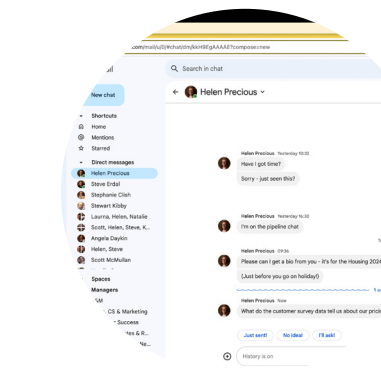 .com/mail/u/0/#chat/dm/kkH9EgAAAAE?compose=new
Search in chat
New chat
Helen Precious
Shortcuts
Home
Mentions
Starred
Direct messages
Helen Precious
Steve Erdal
Stephanie Clish
Stewart Kibby
Laurna, Helen, Natalie
Scott, Helen, Steve, K...
Angela Daykin
Helen, Steve
Scott McMullan
Spaces
Managers
CS & Marketing
Success
Helen Precious Yesterday 10:32
Have I got time?
Sorry - just seen this?
Helen Precious Yesterday 16:30
I'm on the pipeline chat
Helen Precious 09:36
Please can I get a bio from you - it's for the Housing 2024
(Just before you go on holiday!)
Helen Precious Now
What do the customer survey data tell us about our
Just sent!
No idea!
I'll ask!
History is on